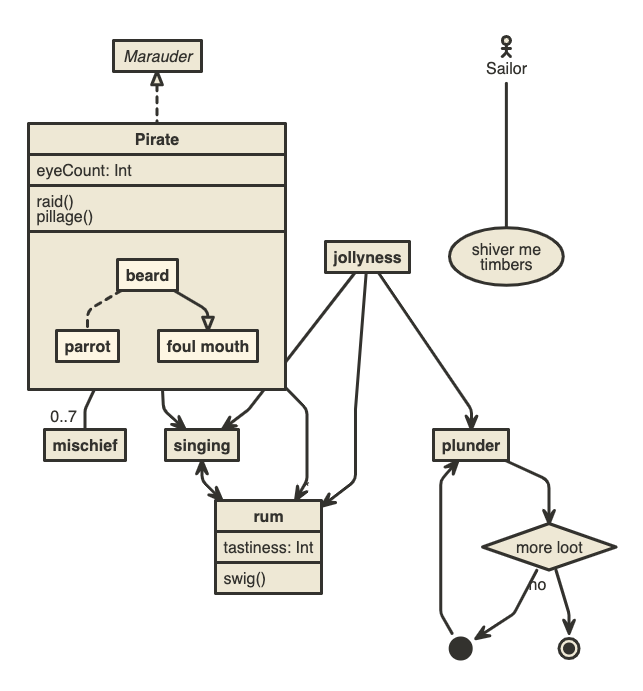 Marauder
Sailor
Pirate
eyeCount: Int
raid()
pillage()
shiver me
timbers
jollyness
beard
parrot
foul mouth
0..7
mischief
singing
plunder
rum
tastiness: Int
swig()
more loot
no